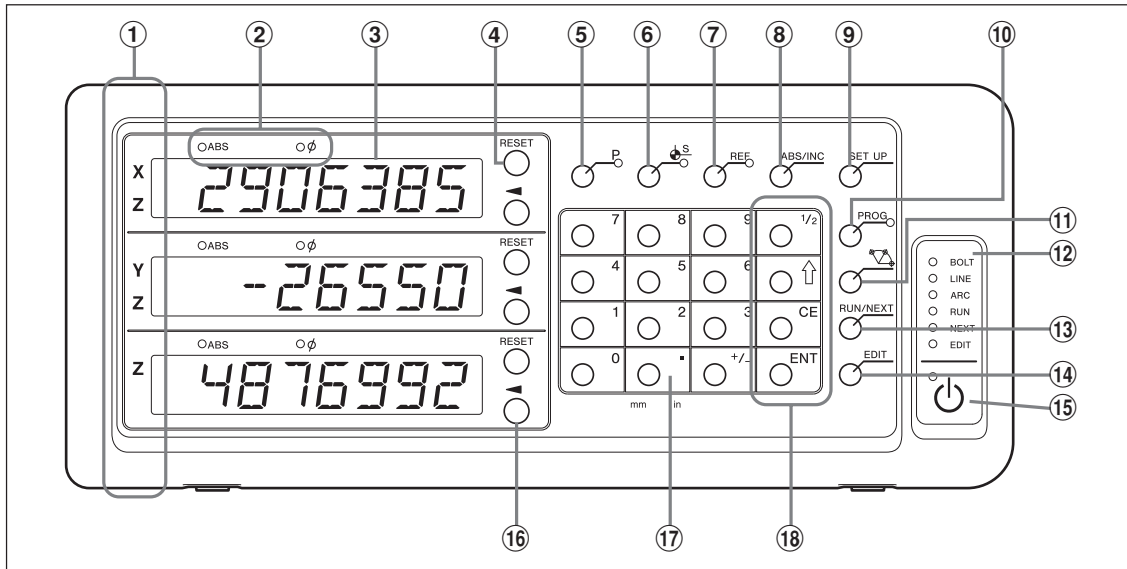 ① ② ③ ④ ⑤ ⑥ ⑦ ⑧ ⑨ ⑩
ABS φ RESET P S REF ABS/INC SET UP
X 2906385
Z
PROG
⑪
7 8 9 1/2
ABS φ RESET
Y -26550
Z
4 5 6
BOLT ⑫
LINE
ARC
RUN
NEXT
EDIT
1 2 3 CE RUN/NEXT ⑬
ABS φ RESET
Z 4876992
0 . +/- ENT EDIT ⑭
mm in
⑮
⑯ ⑰ ⑱